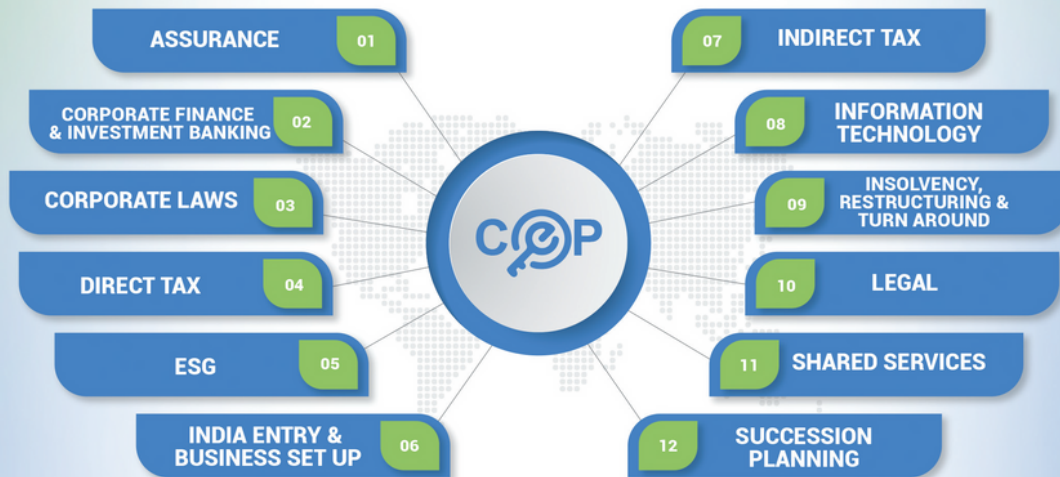 ASSURANCE
01
CORPORATE FINANCE
& INVESTMENT BANKING
02
CORPORATE LAWS
03
DIRECT TAX
04
ESG
05
INDIA ENTRY &
BUSINESS SET UP
06
CeP
07
INDIRECT TAX
08
INFORMATION
TECHNOLOGY
09
INSOLVENCY,
RESTRUCTURING &
TURN AROUND
10
LEGAL
11
SHARED SERVICES
12
SUCCESSION
PLANNING